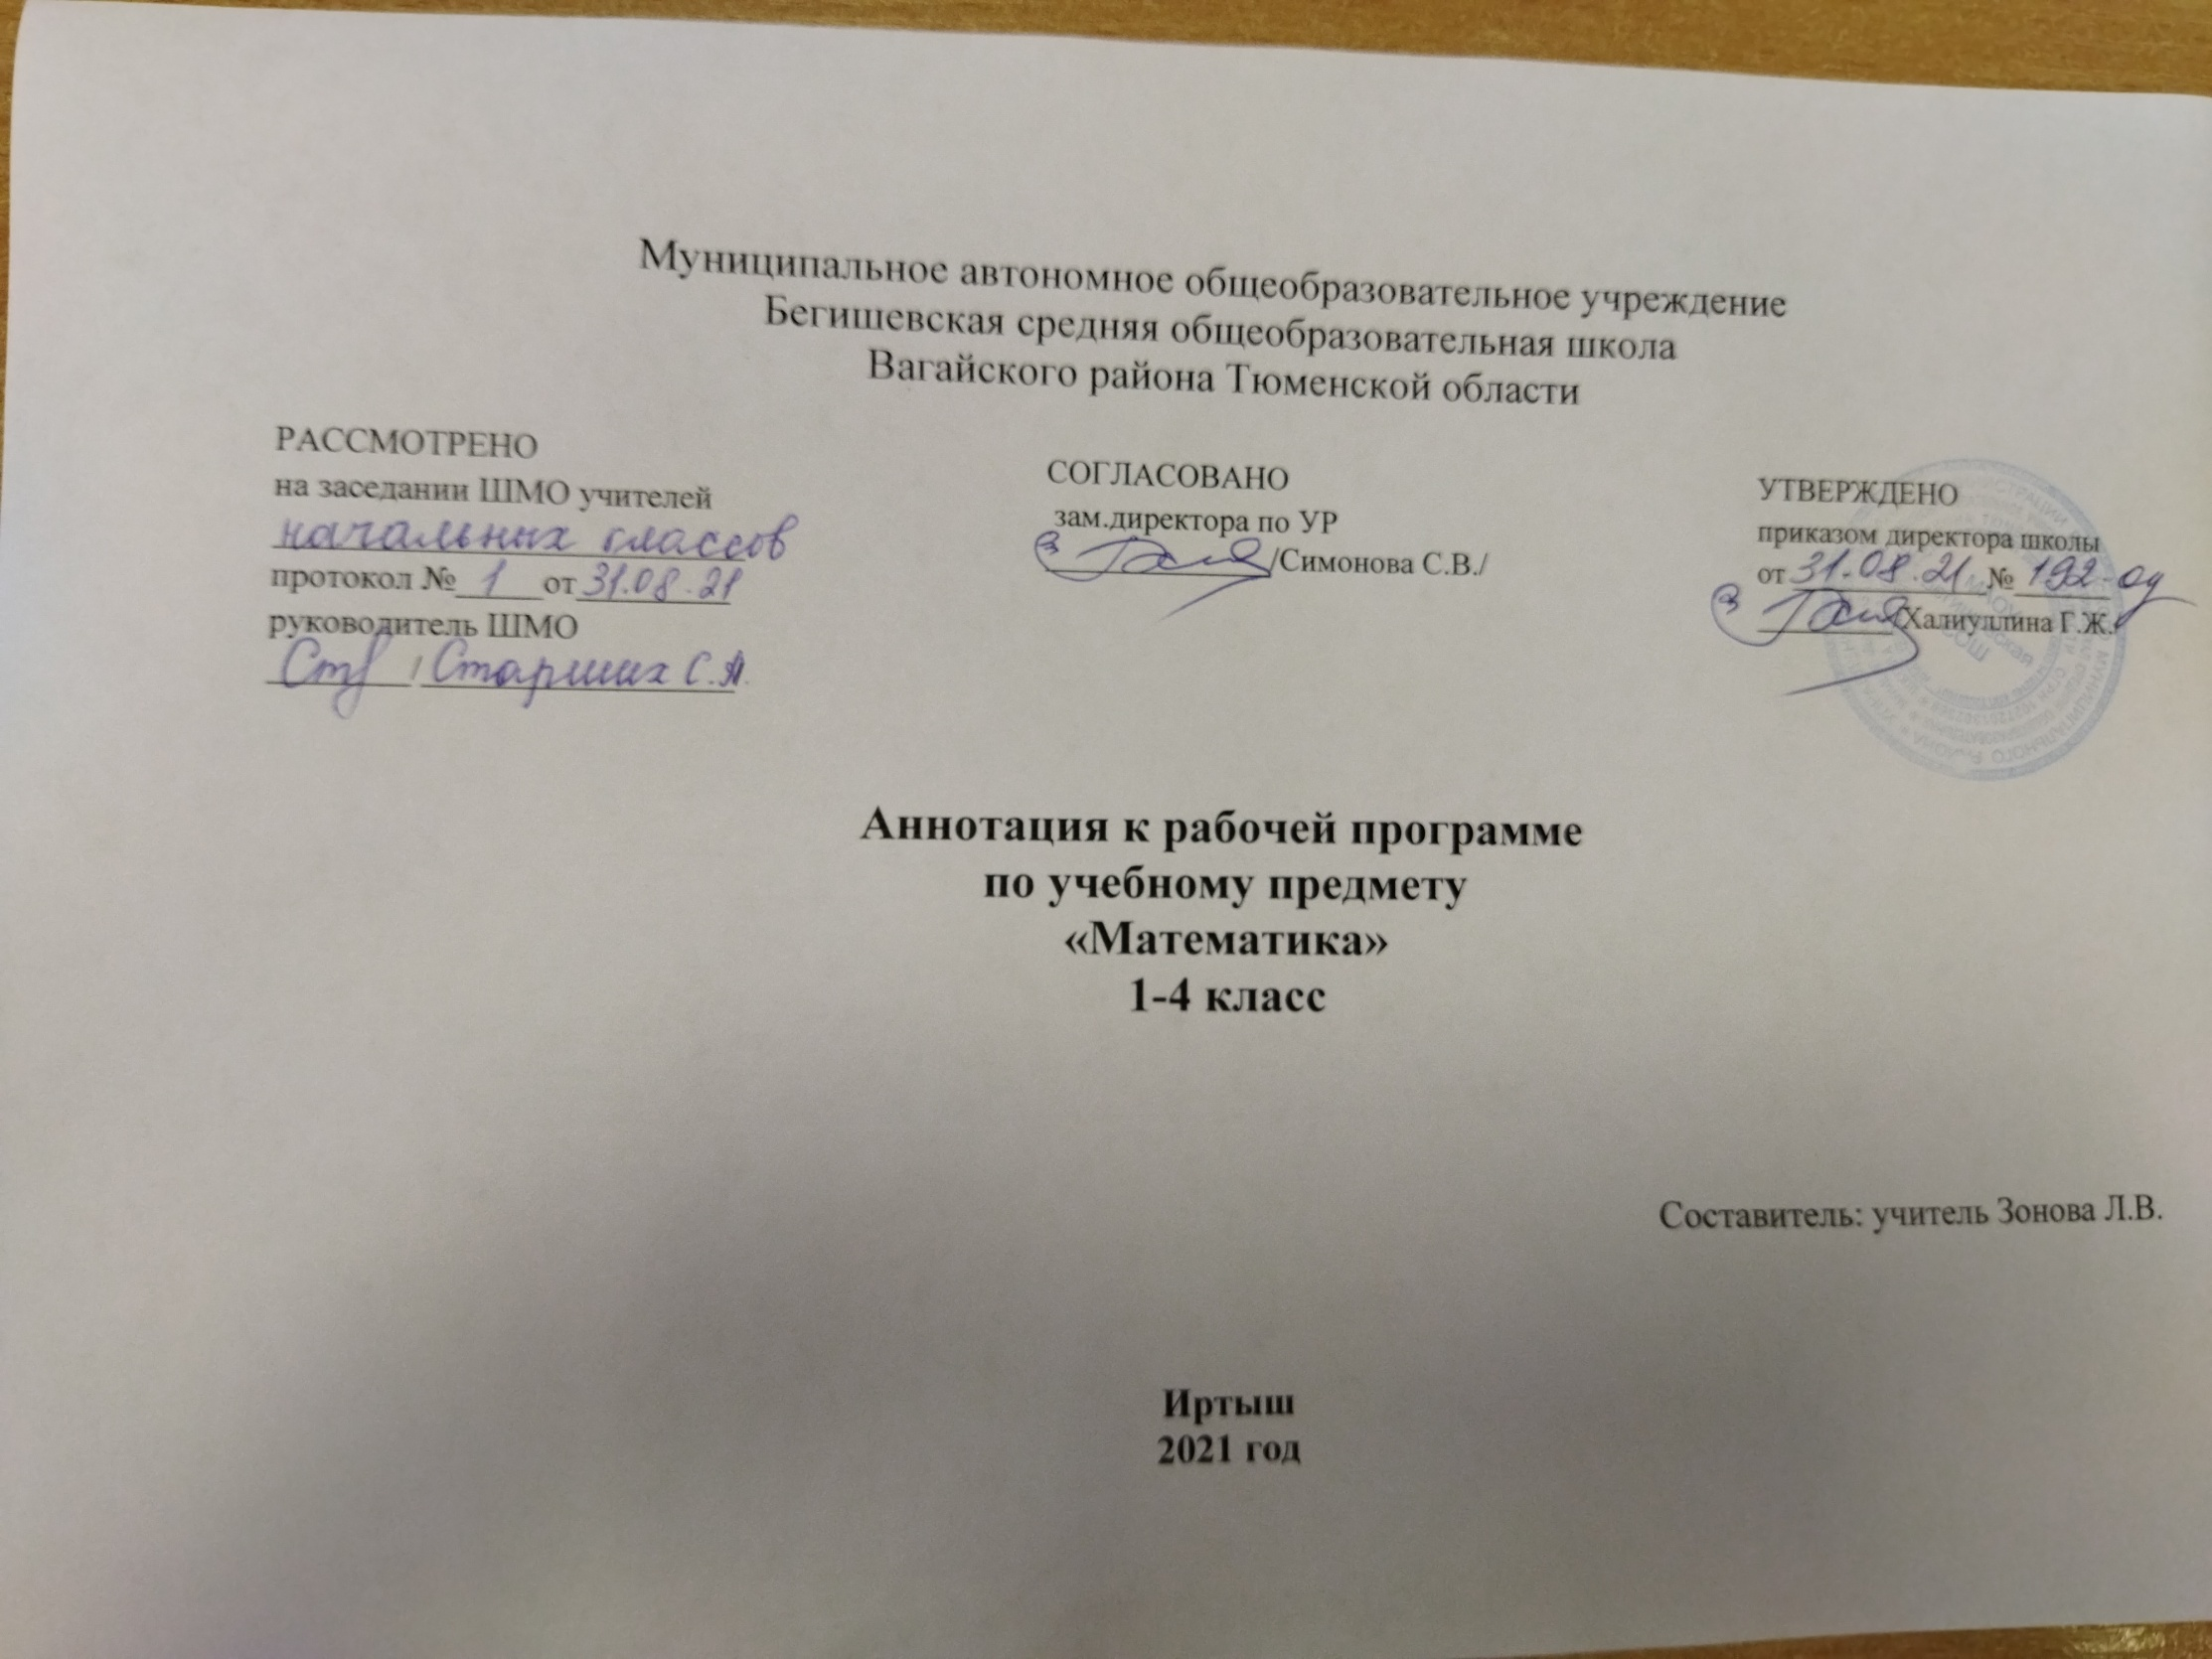 Муниципальное автономное общеобразовательное учреждение
Бегишевская средняя общеобразовательная школа
Вагайского района Тюменской области
РАССМОТРЕНО
на заседании ШМО учителей
начальных классов
протокол № 1 от 31.08.21
руководитель ШМО
/ Старших С.А.
СОГЛАСОВАНО
зам.директора по УР
/Симонова С.В./
УТВЕРЖДЕНО
приказом директора школы
от 31.08.21 № 192-од
/Халиуллина Г.Ж./
Аннотация к рабочей программе
по учебному предмету
«Математика»
1-4 класс
Составитель: учитель Зонова Л.В.
Иртыш
2021 год